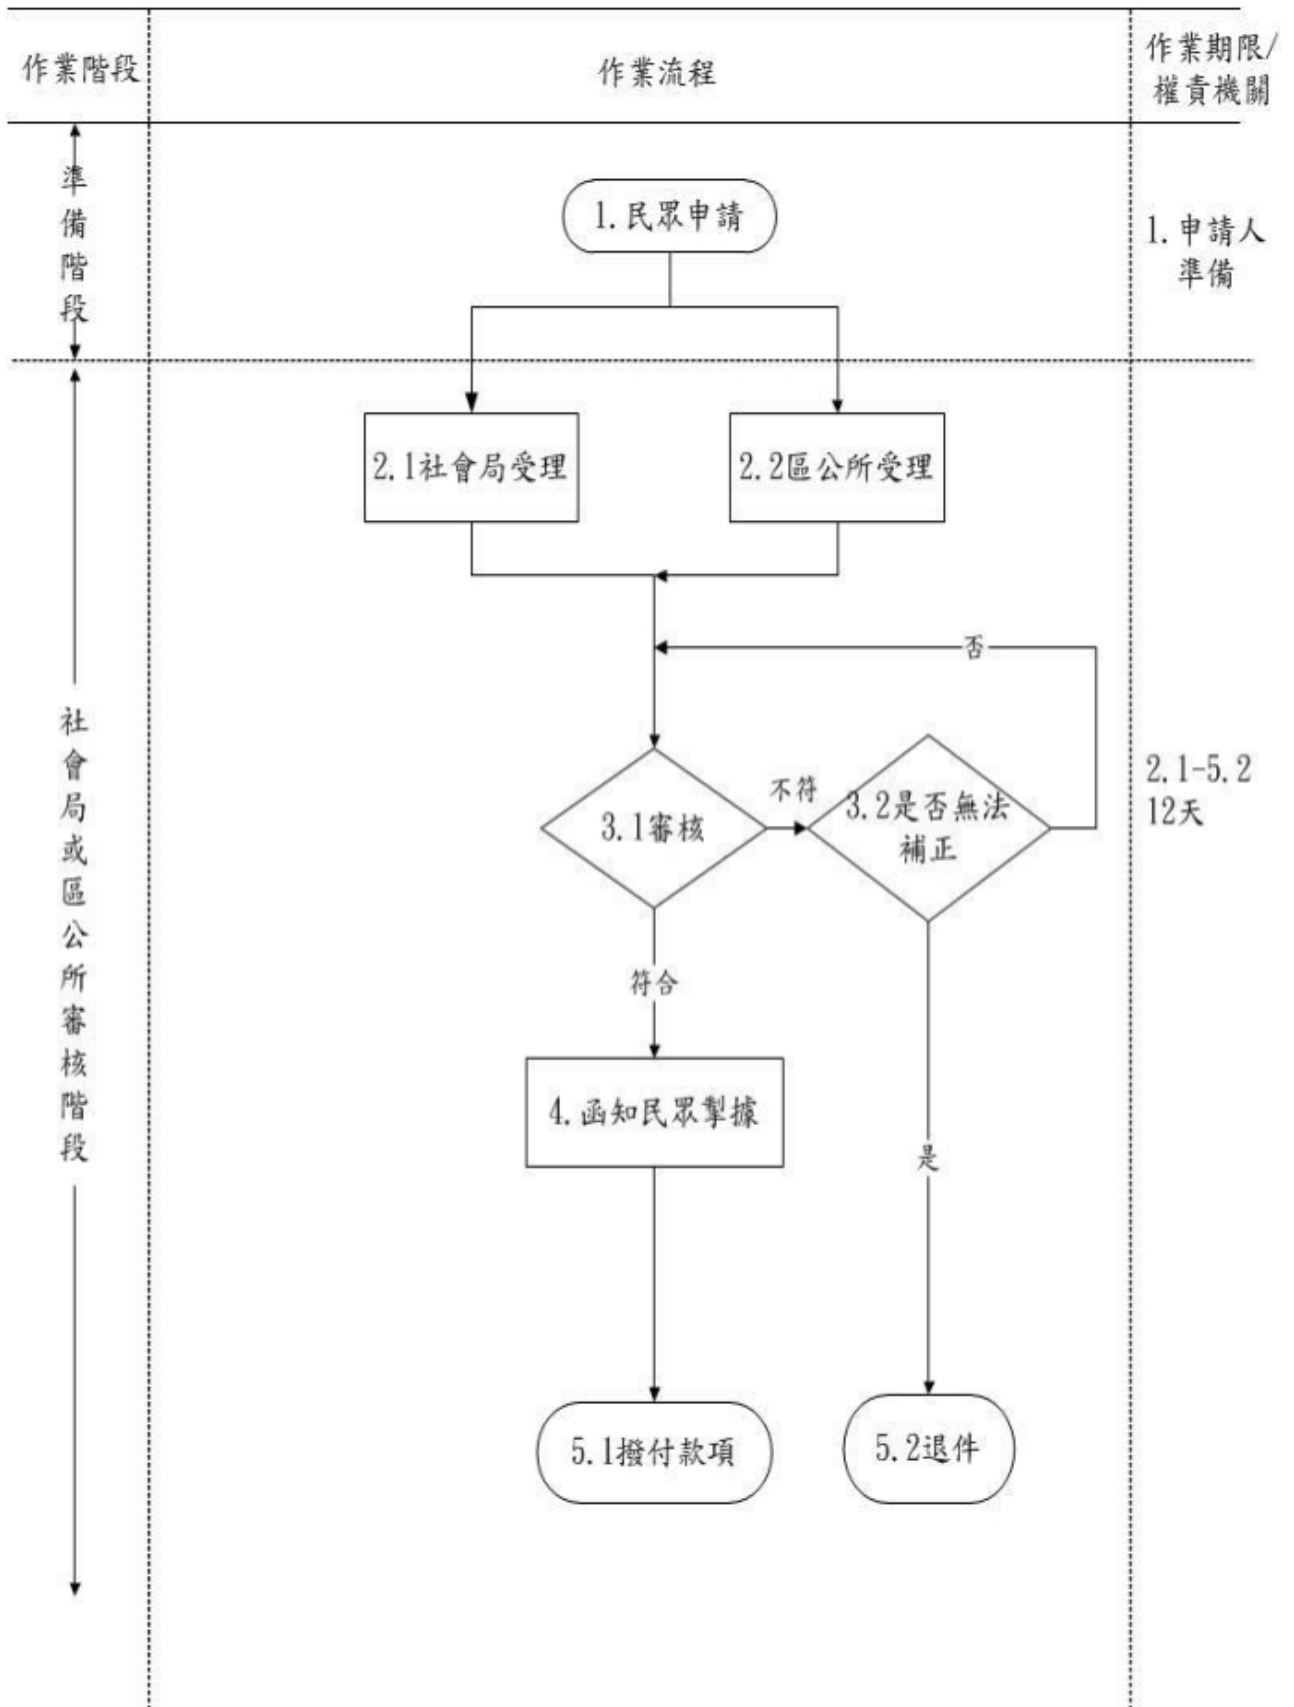 作業階段
作業流程
作業期限/
權責機關
準備階段
1.民眾申請
1.申請人
準備
2.1社會局受理
2.2區公所受理
否
社會局或區公所審核階段
不符
3.1審核
3.2是否無法
補正
2.1-5.2
12天
符合
4.函知民眾掣據
是
5.1撥付款項
5.2退件